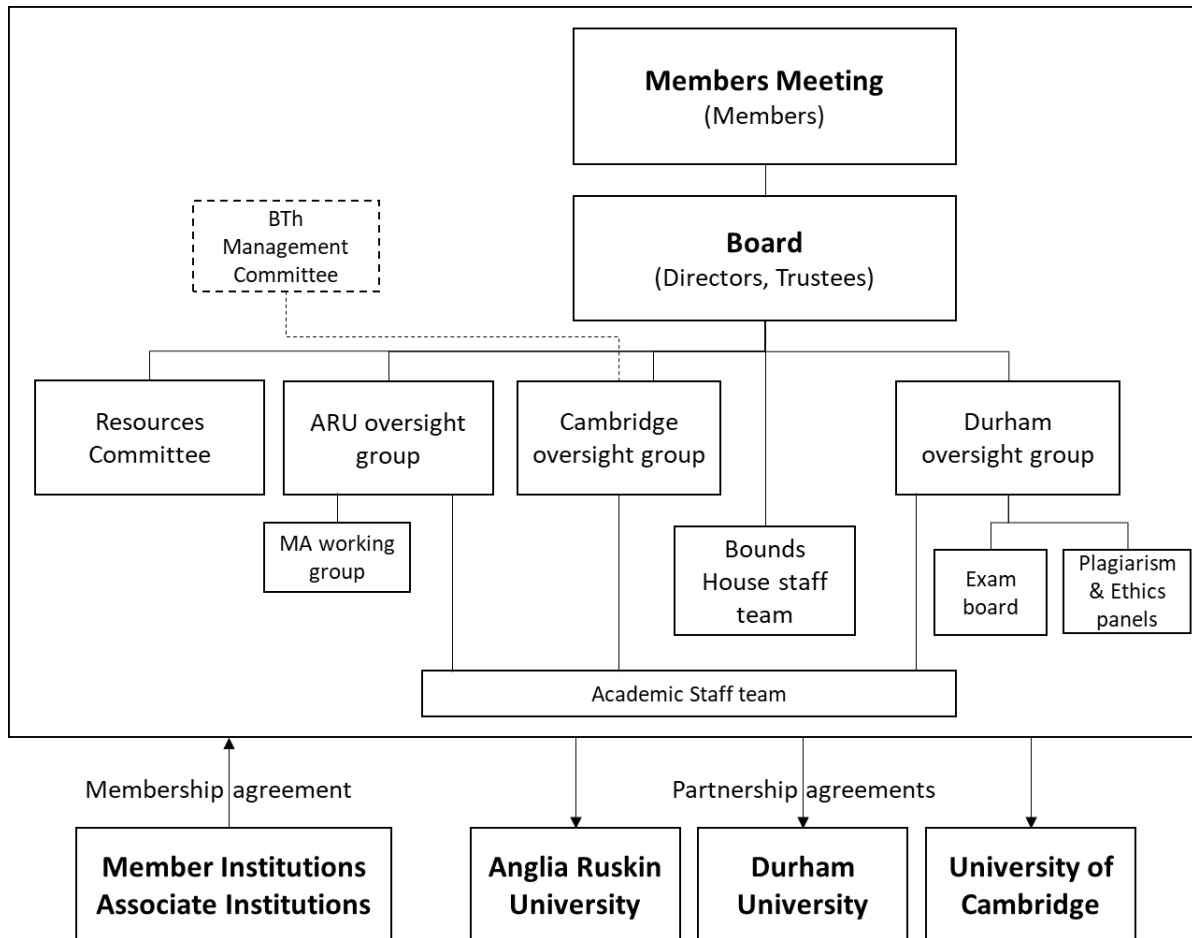 Members Meeting
(Members)
BTh
Management
Committee
Board
(Directors, Trustees)
Resources
Committee
ARU oversight
group
Cambridge
oversight group
Durham
oversight group
MA working
group
Bounds
House staff
team
Exam
board
Plagiarism
& Ethics
panels
Academic Staff team
Membership agreement
Partnership agreements
Member Institutions
Associate Institutions
Anglia Ruskin
University
Durham
University
University of
Cambridge